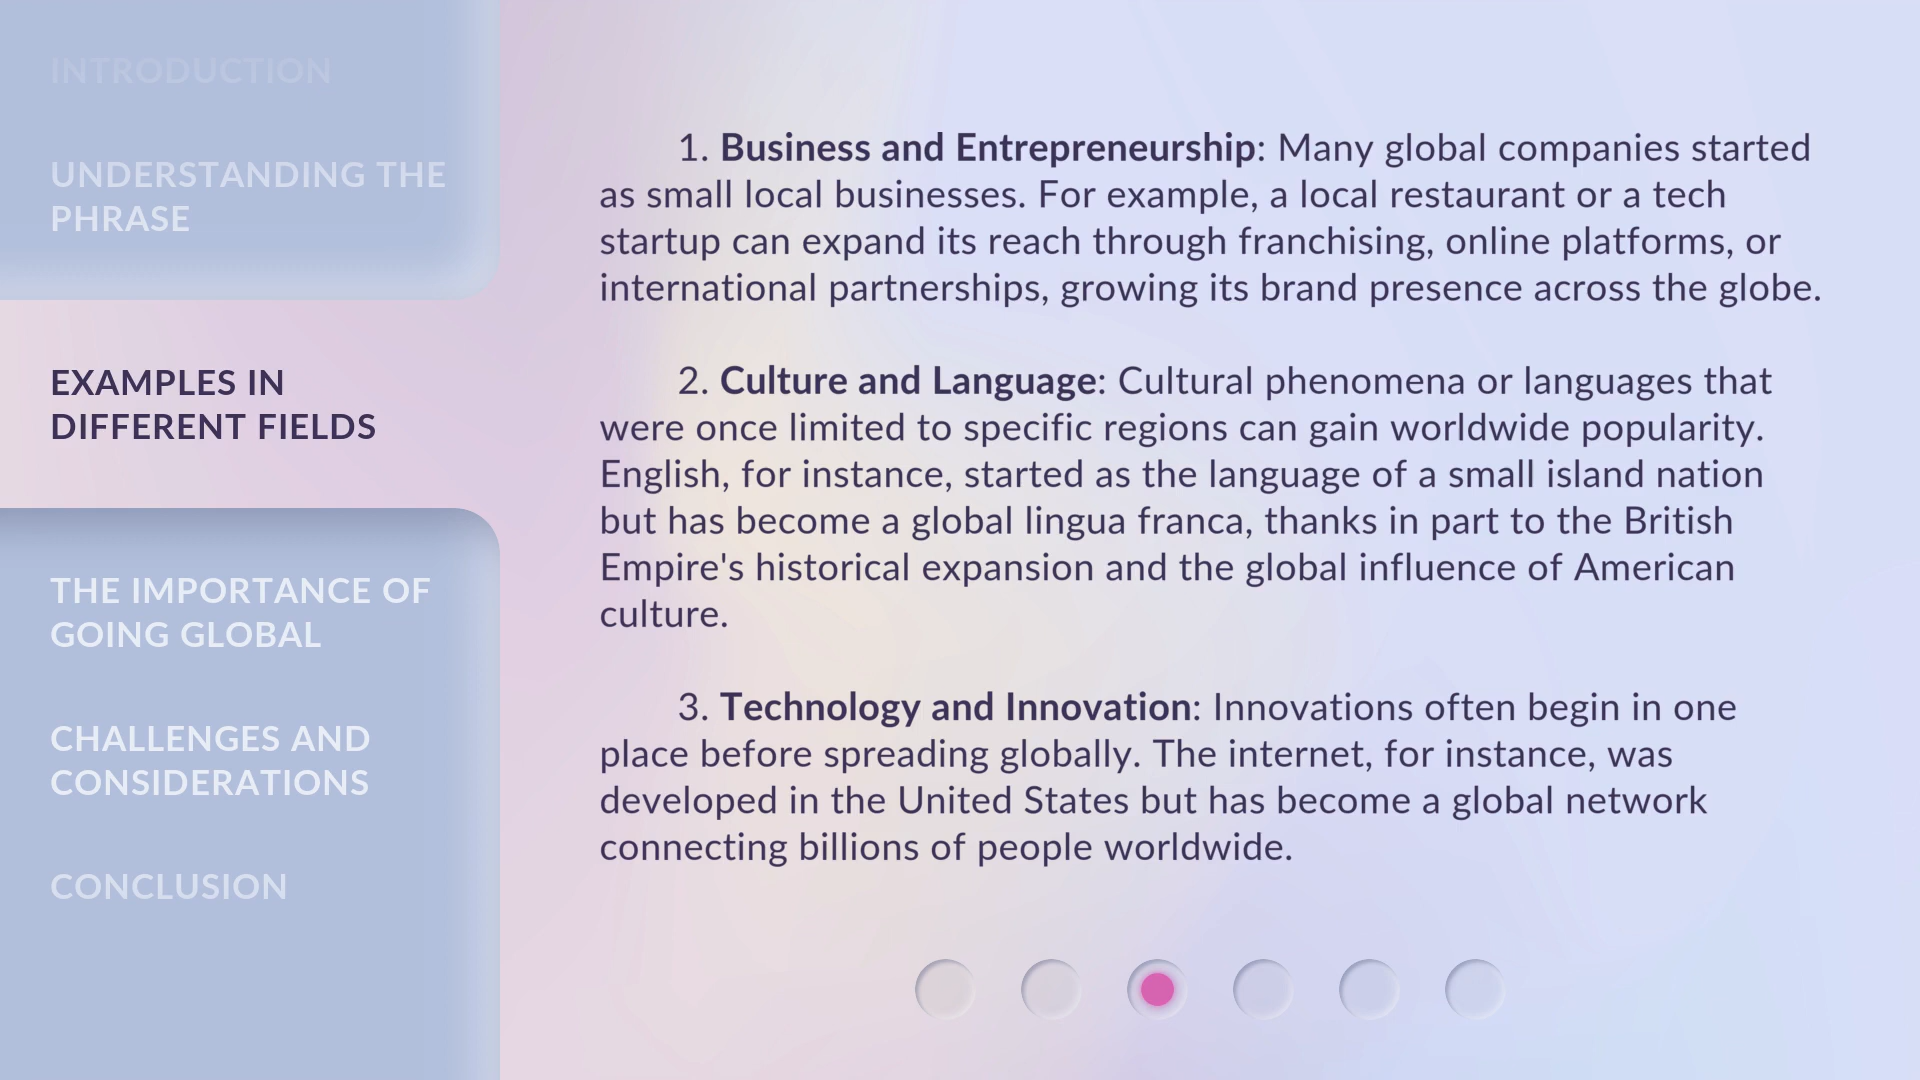 INTRODUCTION
UNDERSTANDING THE
PHRASE
EXAMPLES IN
DIFFERENT FIELDS
THE IMPORTANCE OF
GOING GLOBAL
CHALLENGES AND
CONSIDERATIONS
CONCLUSION
1. Business and Entrepreneurship: Many global companies started
as small local businesses. For example, a local restaurant or a tech
startup can expand its reach through franchising, online platforms, or
international partnerships, growing its brand presence across the globe.
2. Culture and Language: Cultural phenomena or languages that
were once limited to specific regions can gain worldwide popularity.
English, for instance, started as the language of a small island nation
but has become a global lingua franca, thanks in part to the British
Empire's historical expansion and the global influence of American
culture.
3. Technology and Innovation: Innovations often begin in one
place before spreading globally. The internet, for instance, was
developed in the United States but has become a global network
connecting billions of people worldwide.